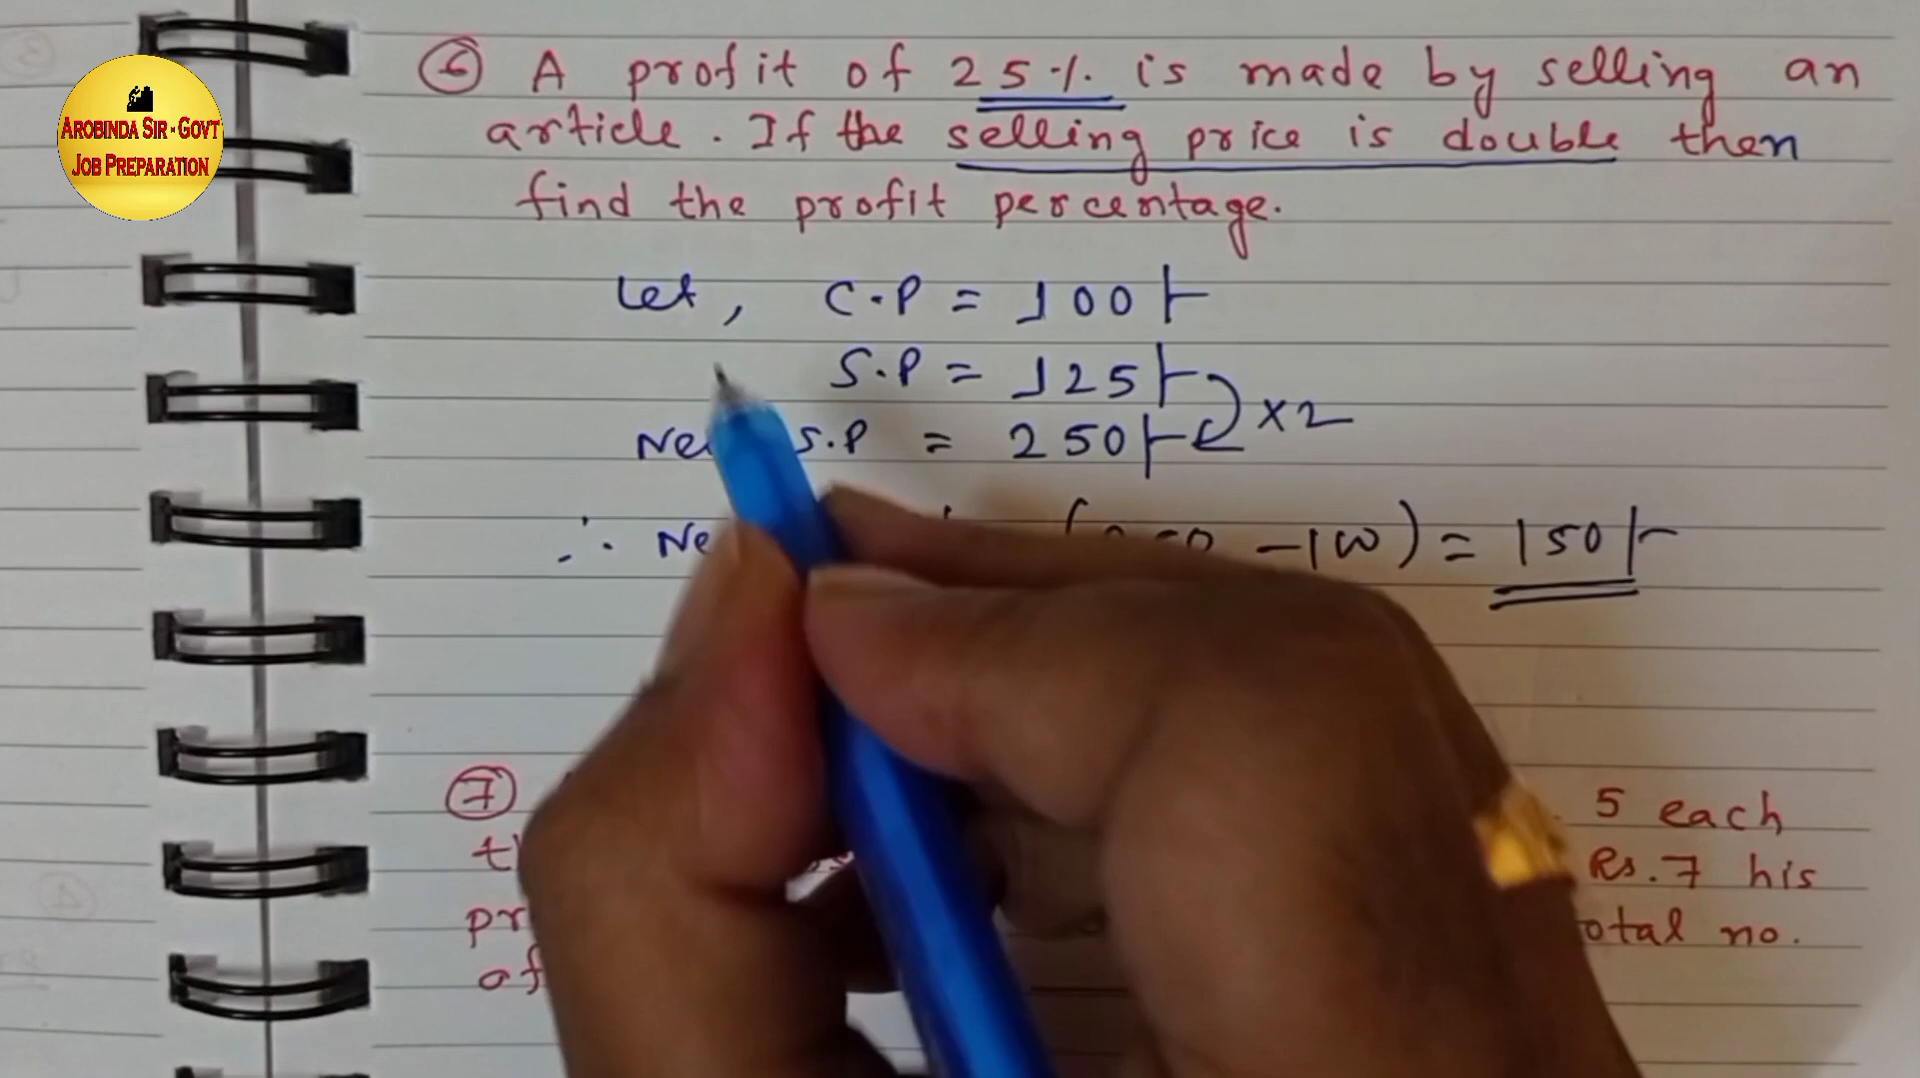 AROBINDA SIR - GOVT
JOB PREPARATION
6 A profit of 25% is made by selling an
article. If the selling price is double then
find the profit percentage.
Let, C.P = 100/-
S.P = 125/-
S.P = 250/- ×2
∴ - 100) = 150/-
7 5 each
Rs. 7 his
no.